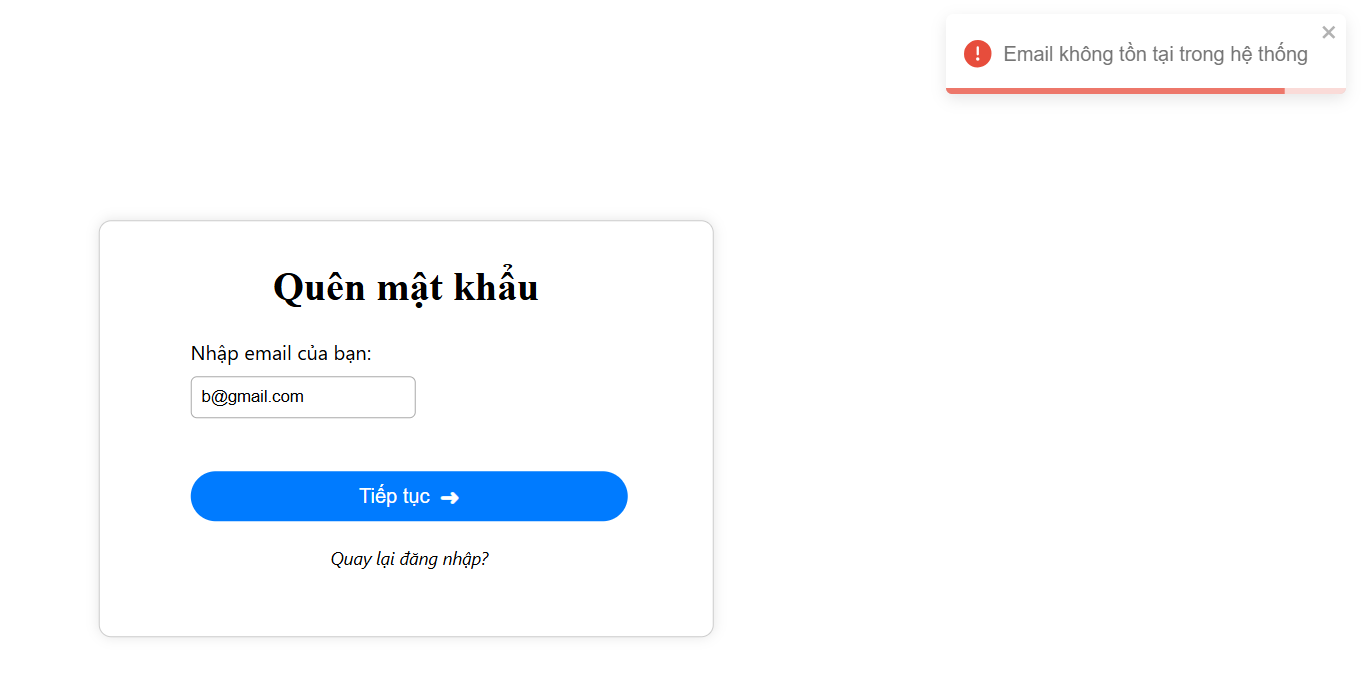 Email không tồn tại trong hệ thống
Quên mật khẩu
Nhập email của bạn:
b@gmail.com
Tiếp tục ➜
Quay lại đăng nhập?